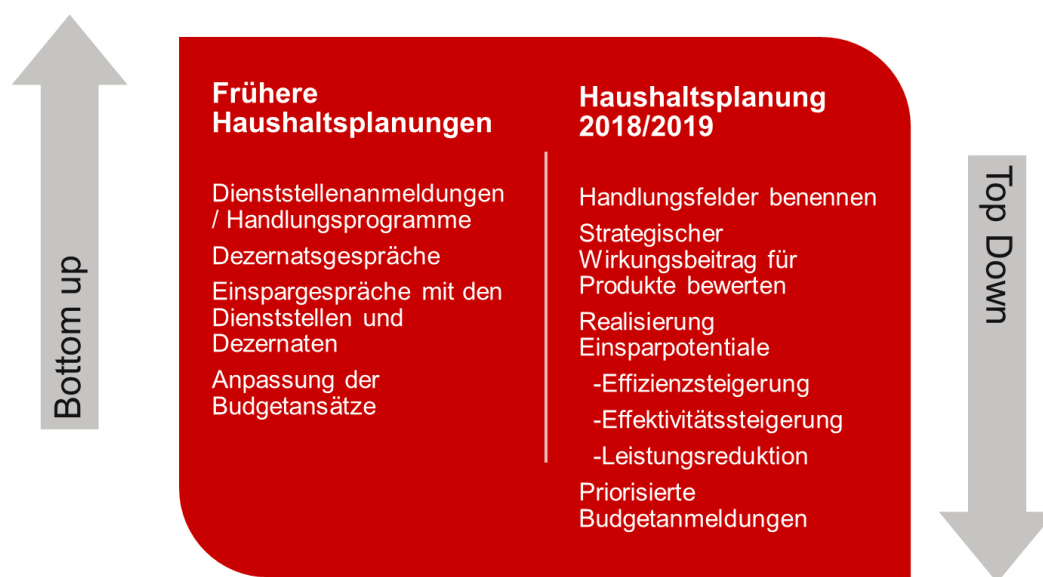 Bottom up
Frühere
Haushaltsplanungen
Dienststellenanmeldungen
/ Handlungsprogramme
Dezernatsgespräche
Einspargespräche mit den
Dienststellen und
Dezernaten
Anpassung der
Budgetansätze
Haushaltsplanung
2018/2019
Handlungsfelder benennen
Strategischer
Wirkungsbeitrag für
Produkte bewerten
Realisierung
Einsparpotentiale
-Effizienzsteigerung
-Effektivitätssteigerung
-Leistungsreduktion
Priorisierte
Budgetanmeldungen
Top Down